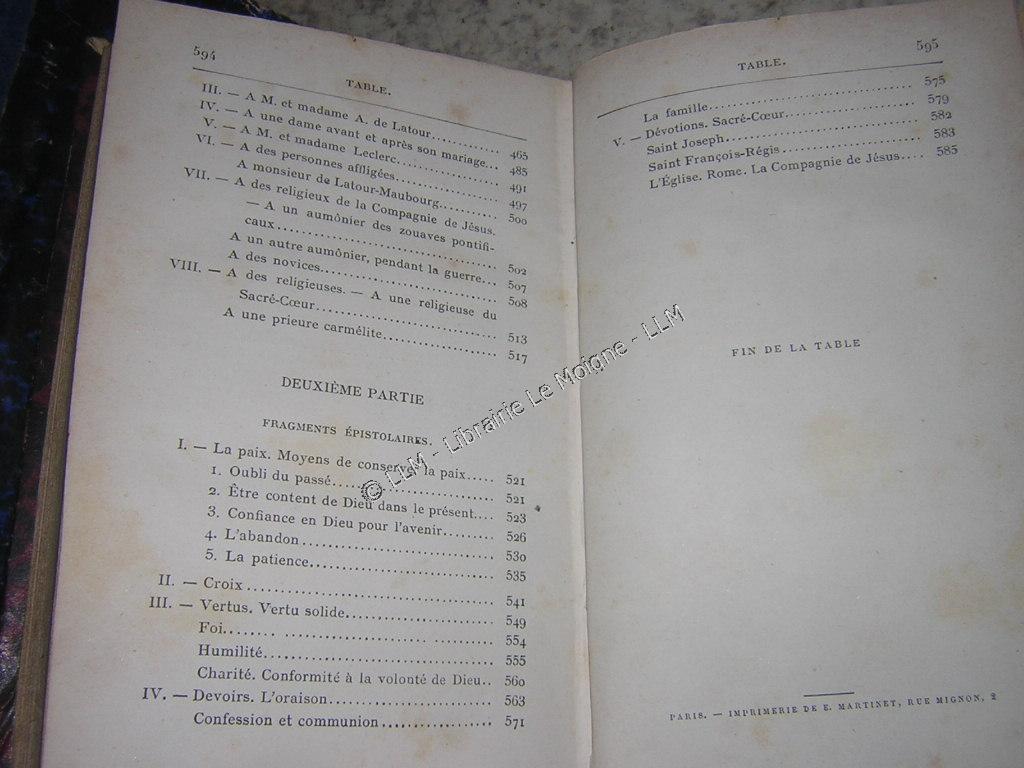 594
TABLE.
III. — A M. et madame A. de Latour............ 465
IV. — A une dame avant et après son mariage... 485
V. — A M. et madame Leclerc................. 491
VI. — A des personnes affligées................ 497
A monsieur de Latour-Maubourg......... 500
VII. — A des religieux de la Compagnie de Jésus.
— A un aumônier des zouaves pontifi-
caux................................... 502
A un autre aumônier, pendant la guerre... 507
A des novices........................... 508
VIII. — A des religieuses. — A une religieuse du
Sacré-Cœur............................ 513
A une prieure carmélite.................. 517
DEUXIÈME PARTIE
FRAGMENTS ÉPISTOLAIRES.
I. — La paix. Moyens de conserver la paix..... 521
1. Oubli du passé....................... 521
2. Être content de Dieu dans le présent.... 523
3. Confiance en Dieu pour l'avenir........ 526
4. L'abandon............................ 530
5. La patience........................... 535
II. — Croix.................................. 541
III. — Vertus. Vertu solide..................... 549
Foi........ ..................... ........ 554
Humilité................................. 555
Charité. Conformité à la volonté de Dieu.. 560
IV. — Devoirs. L'oraison....................... 563
Confession et communion................ 571
595
TABLE.
La famille............................... 575
V. — Dévotions. Sacré-Cœur................... 579
Saint Joseph............................. 582
Saint François-Régis..................... 583
L'Église. Rome. La Compagnie de Jésus.... 585
FIN DE LA TABLE
PARIS. — IMPRIMERIE DE E. MARTINET, RUE MIGNON, 2
© LLM - Librairie Le Moigne - LLM